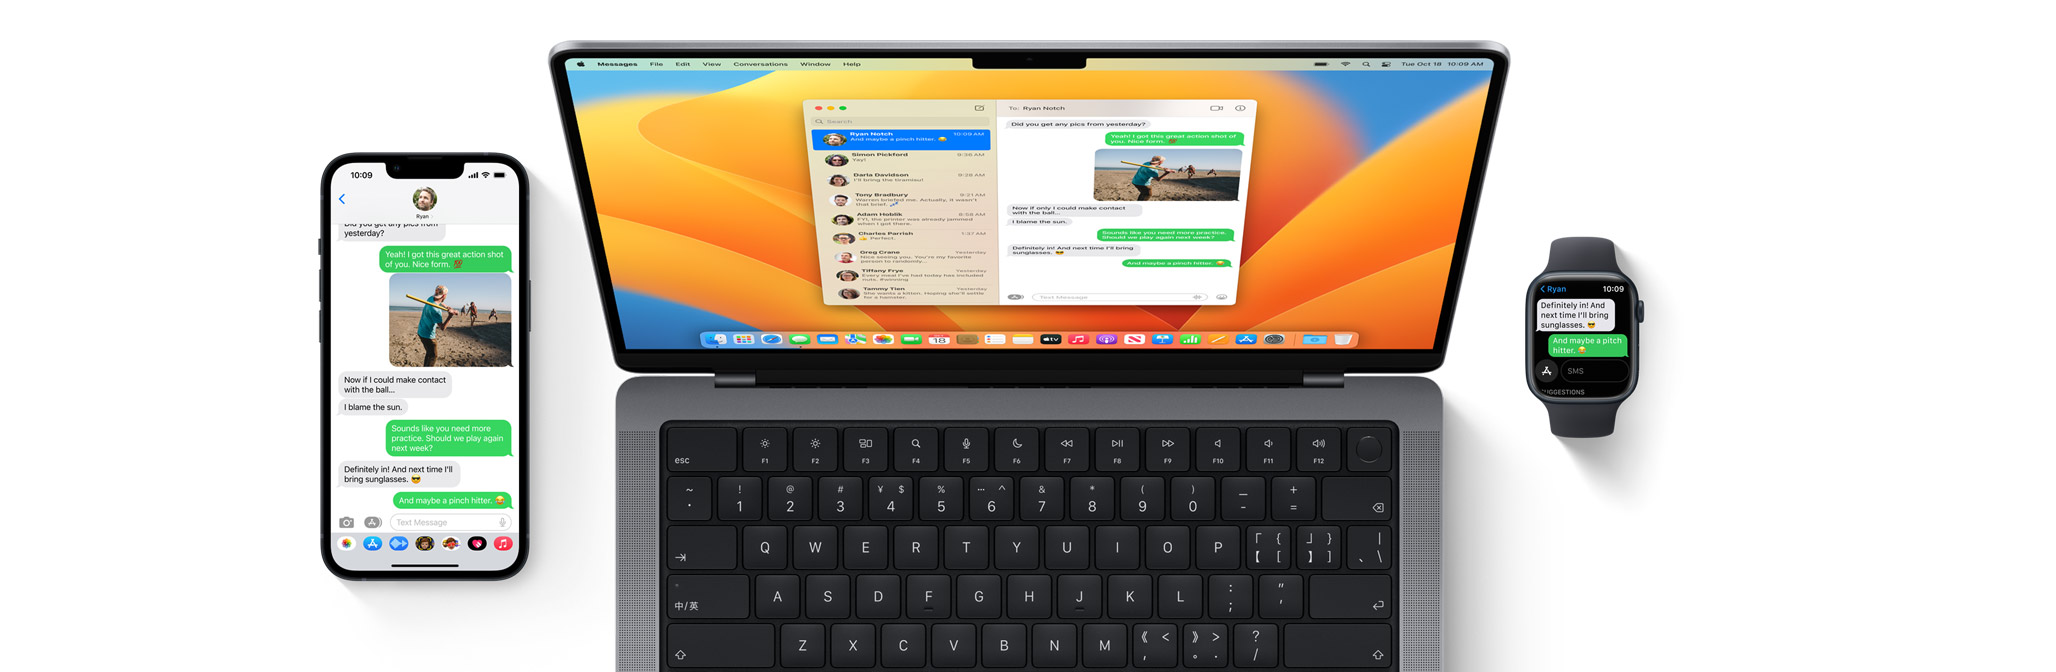 10:09
Ryan
Did you get any pics from
yesterday?
Yeah! I got this great action shot
of you. Nice form. 💯
Now if I could make contact
with the ball...
I blame the sun.
Sounds like you need more
practice. Should we play again
next week?
Definitely in! And next time I'll
bring sunglasses. 😎
And maybe a pinch hitter. 😂
Text Message
Messages File Edit View Conversations Window Help
Tue Oct 18 10:09 AM
Search
Ryan Notch 10:09 AM
And maybe a pinch hitter. 😂
Simon Pickford 9:36 AM
Yay!
Darla Davidson 9:28 AM
I'll bring the tiramisu!
Tony Bradbury 9:21 AM
Warren briefed me. Actually, it wasn't
that brief. 💤
Adam Hoblik 8:58 AM
FYI, the printer was already jammed
when I got there.
Charles Parrish 1:57 AM
👍 Perfect.
Greg Crane Yesterday
Nice seeing you. You're my favorite
person to randomly...
Tiffany Frye Yesterday
Every meal I've had today has included
nuts. #winning
Tammy Tien Yesterday
She wants a kitten. Hoping she'll settle
for a hamster.
To: Ryan Notch
Did you get any pics from yesterday?
Yeah! I got this great action shot of
you. Nice form. 💯
Now if only I could make contact
with the ball...
I blame the sun.
Sounds like you need more practice.
Should we play again next week?
Definitely in! And next time I'll bring
sunglasses. 😎
And maybe a pinch hitter. 😂
Text Message
18
tv
esc F1 F2 F3 F4 F5 F6 F7 F8 F9 F10 F11 F12
~ ! @ # ¥ $ % … ^ & * ( ) — +
· 1 2 3 4 5 6 7 8 9 0 - =
Q W E R T Y U I O P 「 { 」 } |
【 [ 】 ] 、 \
中/英 A S D F G H J K L : ; " '
Z X C V B N M 《 < , 》 > 。 . ? /
Ryan 10:09
Definitely in! And
next time I'll bring
sunglasses. 😎
And maybe a pitch
hitter. 😂
SMS
SUGGESTIONS